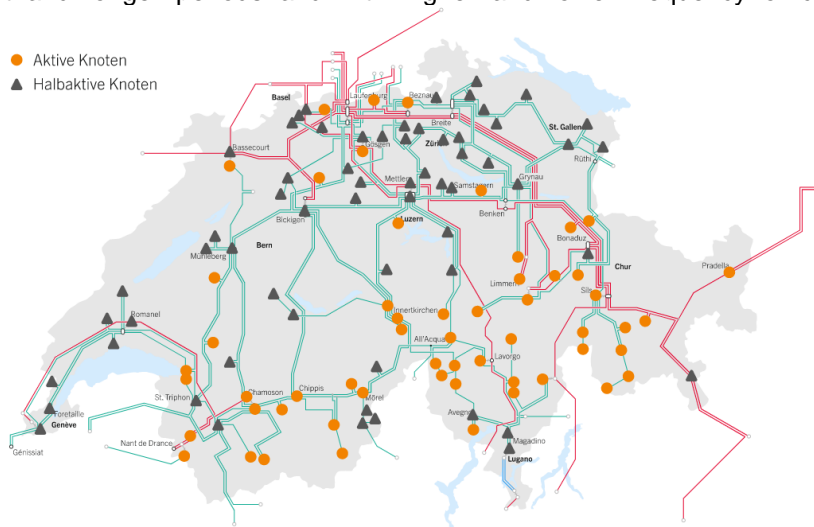 Aktive Knoten
Halbaktive Knoten
Basel
Laufenburg
Beznau
Breite
Bassecourt
Gösgen
Zürich
St. Gallen
Rüthi
Mettlen
Samstagern
Grynau
Benken
Bickigen
Luzern
Mühleberg
Bern
Bonaduz
Chur
Pradella
Limmern
Sils
Innertkirchen
Romanel
All'Acqua
Lavorgo
St. Triphon
Chamoson
Chippis
Mörel
Foretaille
Genève
Avegno
Génissiat
Nant de Drance
Magadino
Lugano